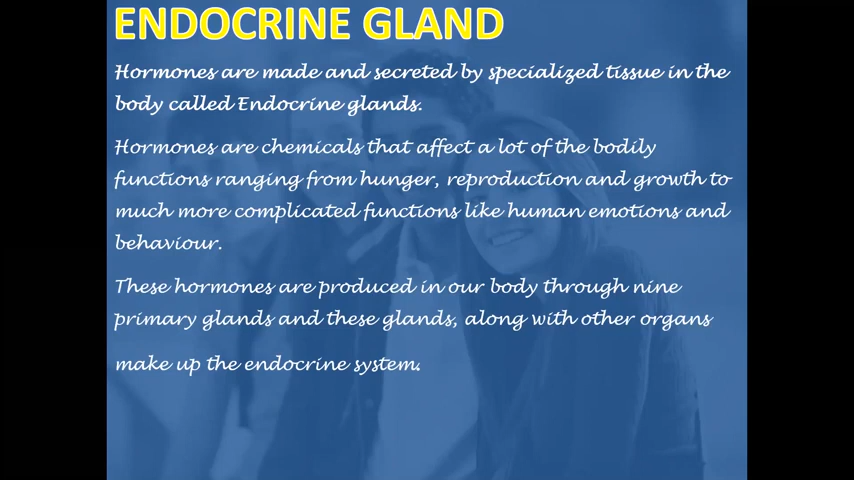 ENDOCRINE GLAND
Hormones are made and secreted by specialized tissue in the
body called Endocrine glands.
Hormones are chemicals that affect a lot of the bodily
functions ranging from hunger, reproduction and growth to
much more complicated functions like human emotions and
behaviour.
These hormones are produced in our body through nine
primary glands and these glands, along with other organs
make up the endocrine system.